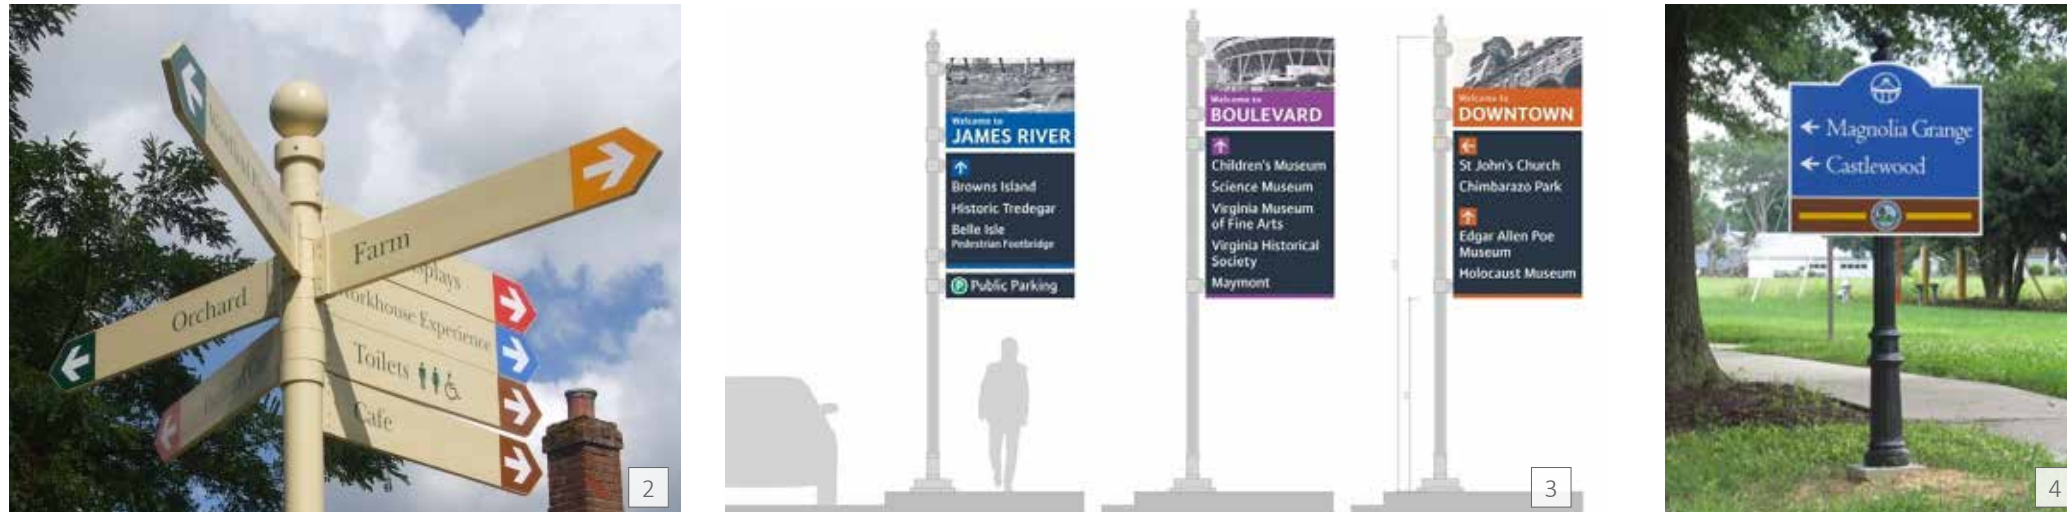 Farm
splays
orkhouse Experience
Orchard
Toilets
Cafe
2
Welcome to
JAMES RIVER
Browns Island
Historic Tredegar
Belle Isle
Pedestrian Footbridge
P Public Parking
Welcome to
BOULEVARD
Children's Museum
Science Museum
Virginia Museum
of Fine Arts
Virginia Historical
Society
Maymont
Welcome to
DOWNTOWN
St John's Church
Chimbarazo Park
Edgar Allen Poe
Museum
Holocaust Museum
3
Magnolia Grange
Castlewood
4